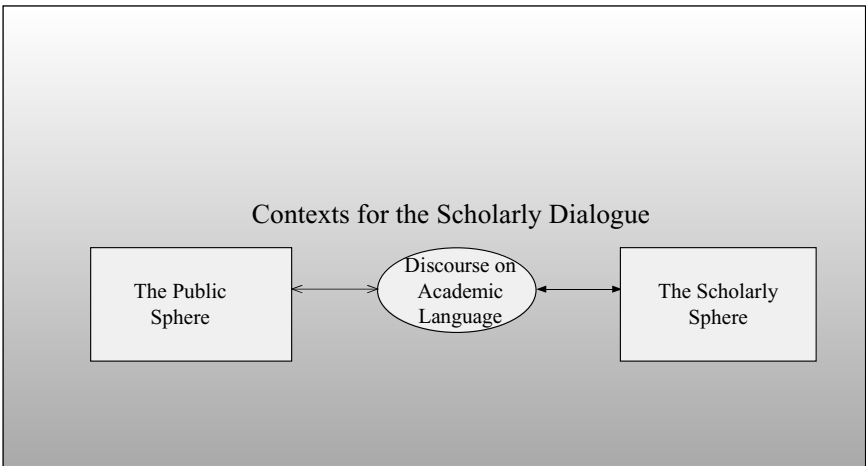 Contexts for the Scholarly Dialogue
The Public
Sphere
Discourse on
Academic
Language
The Scholarly
Sphere